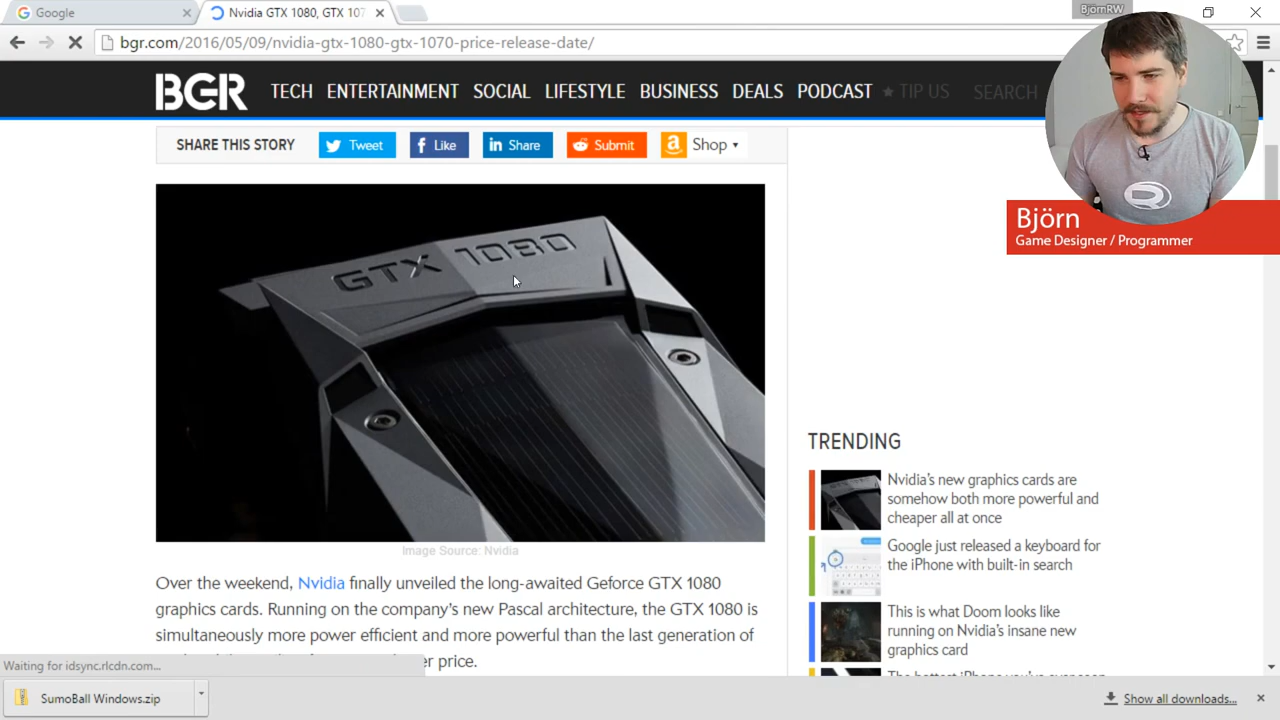 Google
Nvidia GTX 1080, GTX 107
BjörnRW
bgr.com/2016/05/09/nvidia-gtx-1080-gtx-1070-price-release-date/
BGR
TECH ENTERTAINMENT SOCIAL LIFESTYLE BUSINESS DEALS PODCAST ★ TIP US SEARCH
SHARE THIS STORY Tweet Like Share Submit Shop
Björn
Game Designer / Programmer
GTX 1080
Image Source: Nvidia
Over the weekend, Nvidia finally unveiled the long-awaited Geforce GTX 1080
graphics cards. Running on the company's new Pascal architecture, the GTX 1080 is
simultaneously more power efficient and more powerful than the last generation of
price.
TRENDING
Nvidia's new graphics cards are
somehow both more powerful and
cheaper all at once
Google just released a keyboard for
the iPhone with built-in search
This is what Doom looks like
running on Nvidia's insane new
graphics card
Waiting for idsync.rlcdn.com...
SumoBall Windows.zip
Show all downloads...